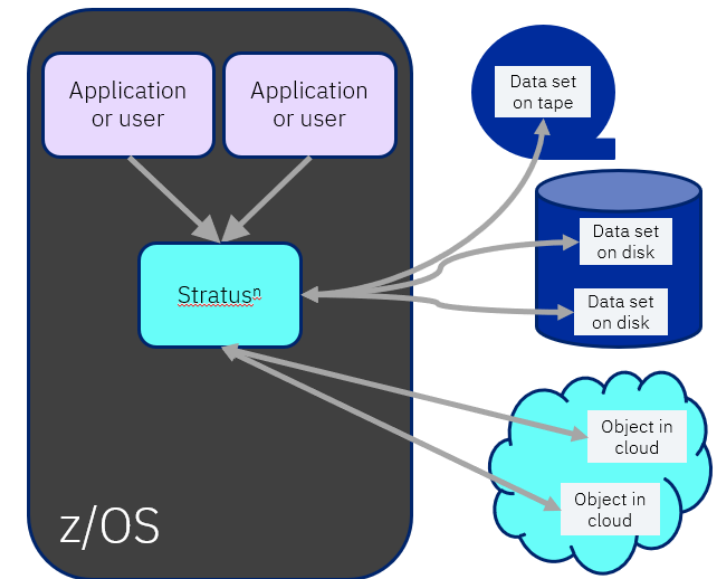 Application
or user
Application
or user
Data set
on tape
Data set
on disk
Stratusⁿ
Data set
on disk
Object in
cloud
Object in
cloud
z/OS